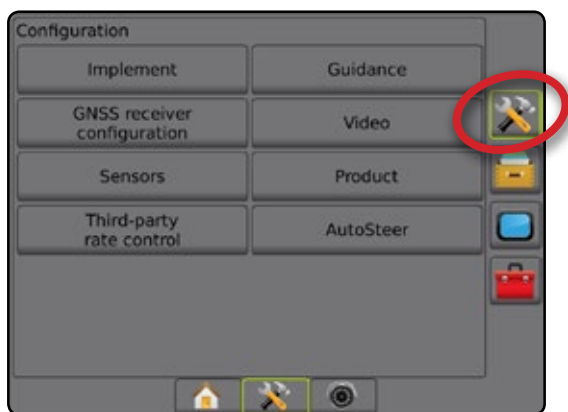 Configuration
Implement
Guidance
GNSS receiver
configuration
Video
Sensors
Product
Third-party
rate control
AutoSteer